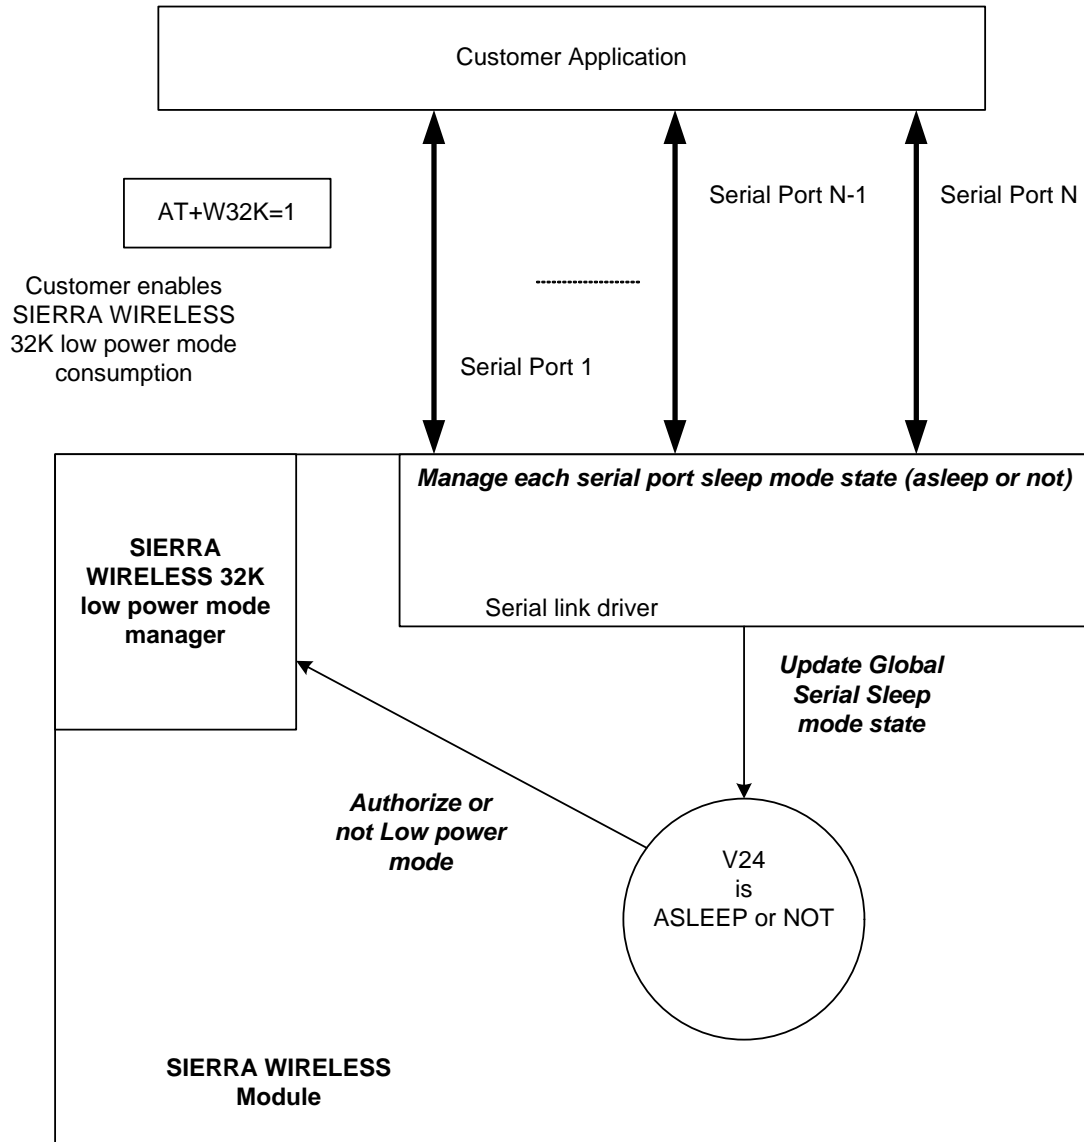 Customer Application
AT+W32K=1
Serial Port N-1
Serial Port N
Customer enables
SIERRA WIRELESS
32K low power mode
consumption
Serial Port 1
Manage each serial port sleep mode state (asleep or not)
SIERRA
WIRELESS 32K
low power mode
manager
Serial link driver
Update Global
Serial Sleep
mode state
Authorize or
not Low power
mode
V24
is
ASLEEP or NOT
SIERRA WIRELESS
Module